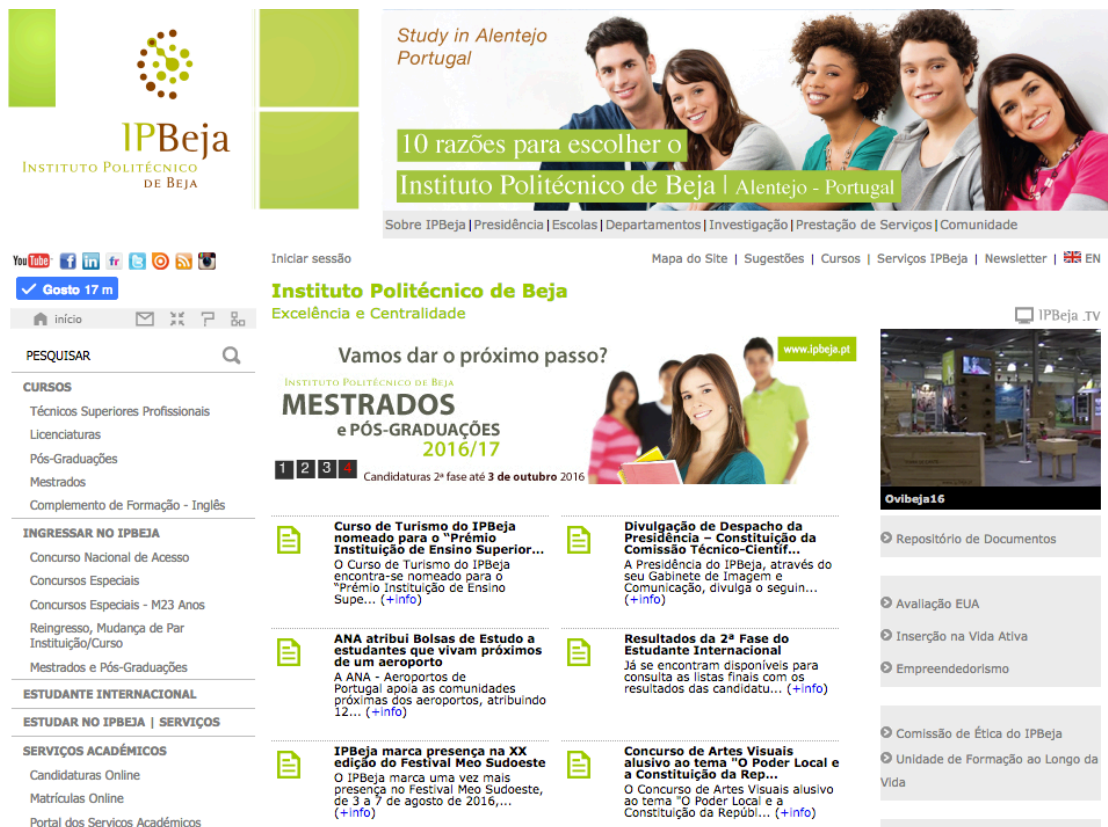 Study in Alentejo
Portugal
IPBeja
INSTITUTO POLITÉCNICO
DE BEJA
10 razões para escolher o
Instituto Politécnico de Beja | Alentejo - Portugal
Sobre IPBeja | Presidência | Escolas | Departamentos | Investigação | Prestação de Serviços | Comunidade
You Tube f in fr
Iniciar sessão
Mapa do Site | Sugestões | Cursos | Serviços IPBeja | Newsletter | EN
Gosto 17 m
início
PESQUISAR
CURSOS
Técnicos Superiores Profissionais
Licenciaturas
Pós-Graduações
Mestrados
Complemento de Formação - Inglês
INGRESSAR NO IPBEJA
Concurso Nacional de Acesso
Concursos Especiais
Concursos Especiais - M23 Anos
Reingresso, Mudança de Par
Instituição/Curso
Mestrados e Pós-Graduações
ESTUDANTE INTERNACIONAL
ESTUDAR NO IPBEJA | SERVIÇOS
SERVIÇOS ACADÉMICOS
Candidaturas Online
Matrículas Online
Portal dos Serviços Académicos
Instituto Politécnico de Beja
Excelência e Centralidade
Vamos dar o próximo passo?
www.ipbeja.pt
INSTITUTO POLITÉCNICO DE BEJA
MESTRADOS
e PÓS-GRADUAÇÕES
2016/17
1 2 3 4
Candidaturas 2ª fase até 3 de outubro 2016
Curso de Turismo do IPBeja
nomeado para o "Prémio
Instituição de Ensino Superior...
O Curso de Turismo do IPBeja
encontra-se nomeado para o
"Prémio Instituição de Ensino
Supe... (+info)
Divulgação de Despacho da
Presidência – Constituição da
Comissão Técnico-Científ...
A Presidência do IPBeja, através do
seu Gabinete de Imagem e
Comunicação, divulga o seguin...
(+info)
ANA atribui Bolsas de Estudo a
estudantes que vivam próximos
de um aeroporto
A ANA - Aeroportos de
Portugal apoia as comunidades
próximas dos aeroportos, atribuindo
12... (+info)
Resultados da 2ª Fase do
Estudante Internacional
Já se encontram disponíveis para
consulta as listas finais com os
resultados das candidatu... (+info)
IPBeja marca presença na XX
edição do Festival Meo Sudoeste
O IPBeja marca uma vez mais
presença no Festival Meo Sudoeste,
de 3 a 7 de agosto de 2016,...
(+info)
Concurso de Artes Visuais
alusivo ao tema "O Poder Local e
a Constituição da Rep...
O Concurso de Artes Visuais alusivo
ao tema "O Poder Local e a
Constituição da Repúbl... (+info)
IPBeja .TV
Ovibeja16
Repositório de Documentos
Avaliação EUA
Inserção na Vida Ativa
Empreendedorismo
Comissão de Ética do IPBeja
Unidade de Formação ao Longo da
Vida